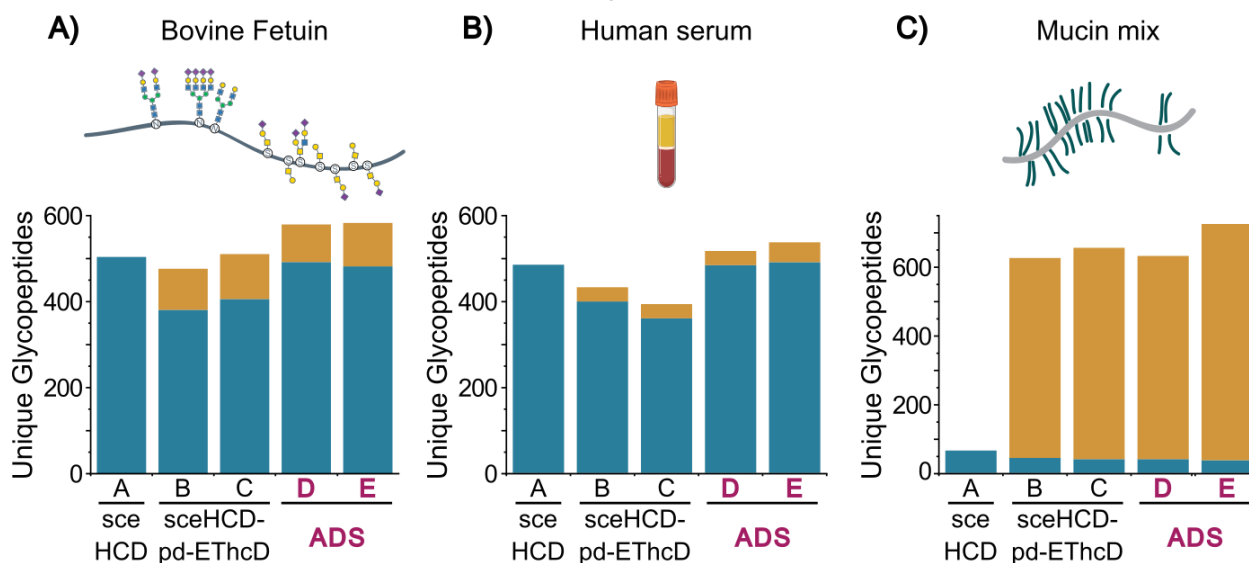 A) Bovine Fetuin
B) Human serum
C) Mucin mix
N N N
S S S S S S
Unique Glycopeptides
600
400
200
0
A B C D E
sce HCD
sceHCD-pd-EThcD
ADS
Unique Glycopeptides
600
400
200
0
A B C D E
sce HCD
sceHCD-pd-EThcD
ADS
Unique Glycopeptides
600
400
200
0
A B C D E
sce HCD
sceHCD-pd-EThcD
ADS